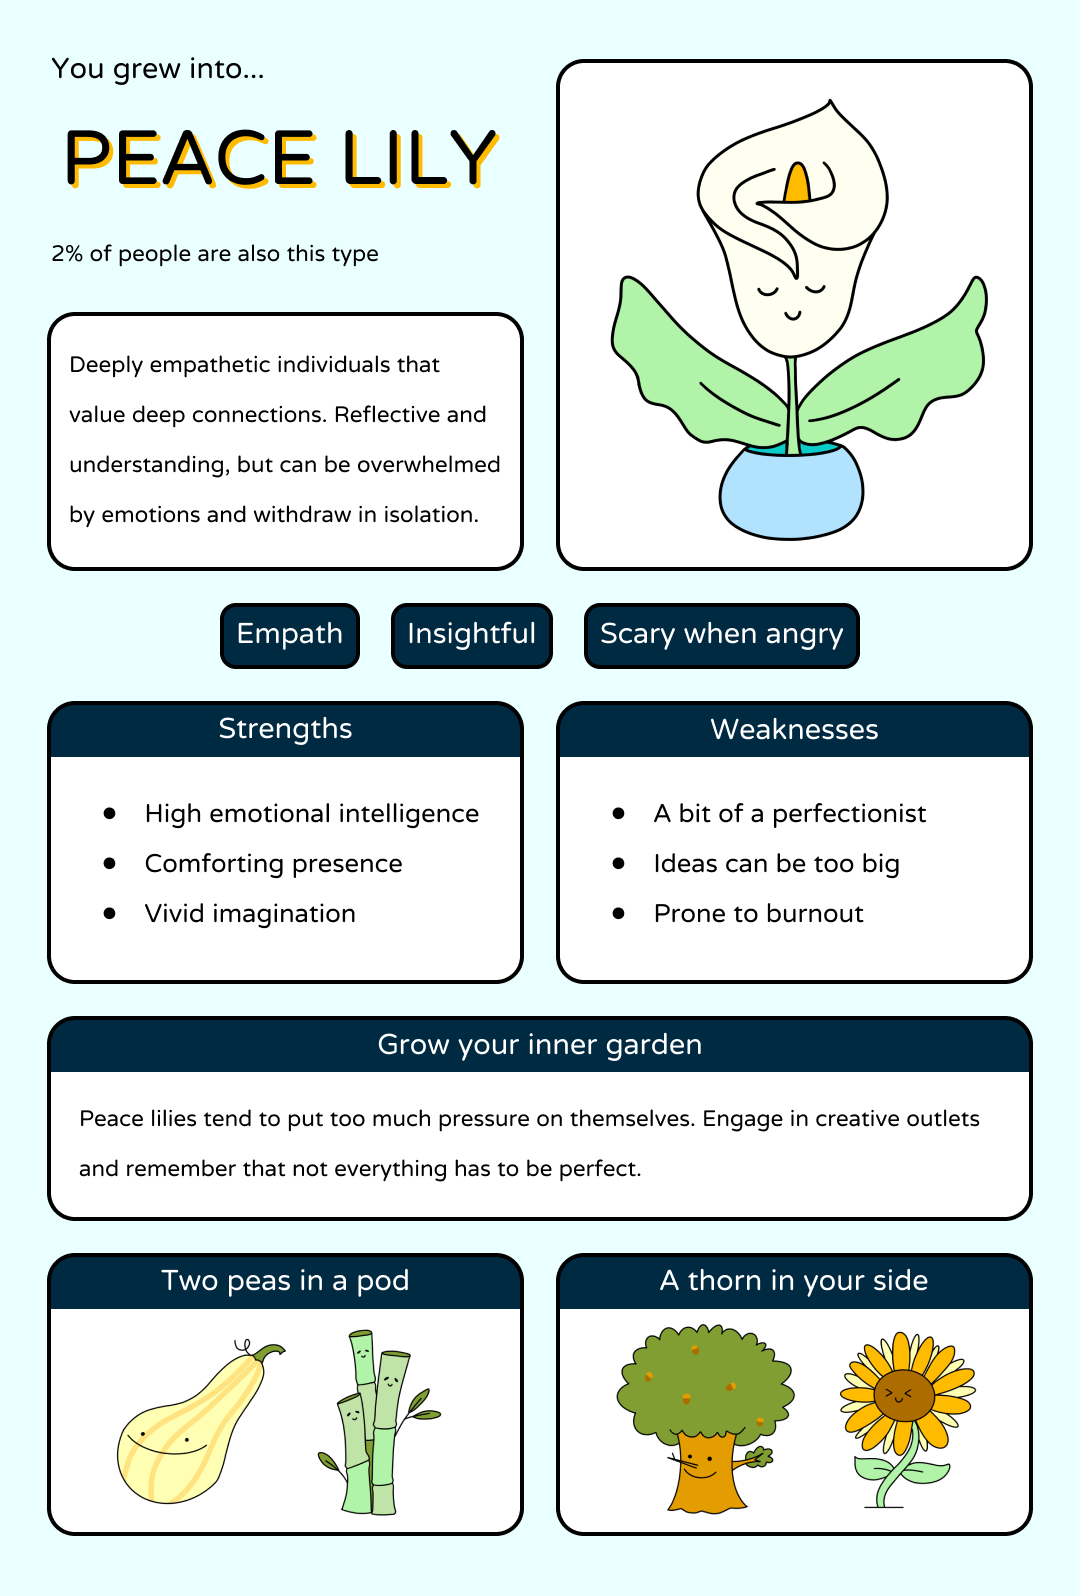 You grew into...
PEACE LILY
2% of people are also this type
Deeply empathetic individuals that
value deep connections. Reflective and
understanding, but can be overwhelmed
by emotions and withdraw in isolation.
Empath
Insightful
Scary when angry
Strengths
● High emotional intelligence
● Comforting presence
● Vivid imagination
Weaknesses
● A bit of a perfectionist
● Ideas can be too big
● Prone to burnout
Grow your inner garden
Peace lilies tend to put too much pressure on themselves. Engage in creative outlets
and remember that not everything has to be perfect.
Two peas in a pod
A thorn in your side